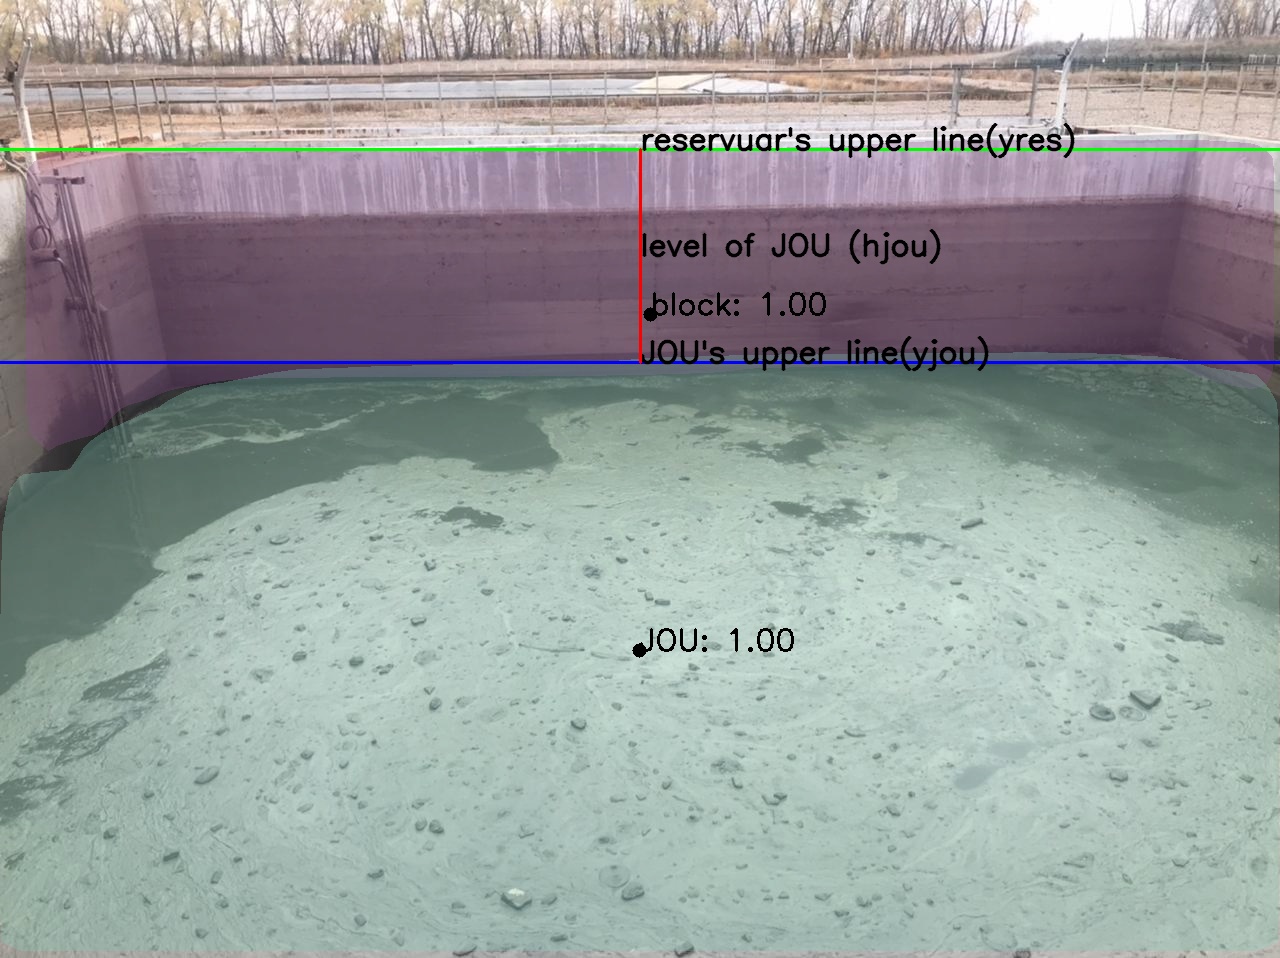 reservuar's upper line(yres)
level of JOU (hjou)
block: 1.00
JOU's upper line(yjou)
JOU: 1.00